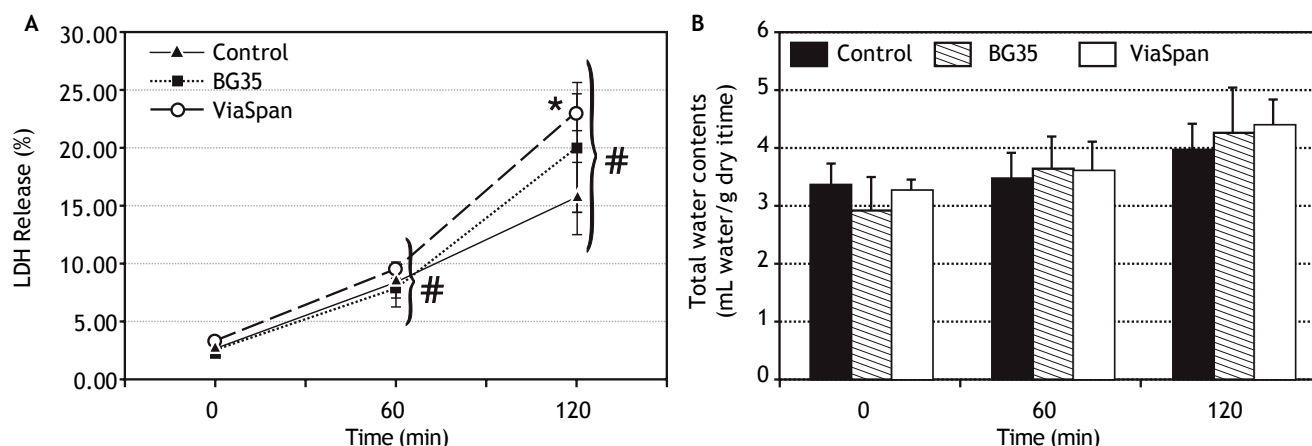 A
30.00
25.00
20.00
15.00
10.00
5.00
0.00
LDH Release (%)
Control
BG35
ViaSpan
*
#
#
0 60 120
Time (min)
B
6
5
4
3
2
1
0
Total water contents
(mL water/g dry itime)
Control BG35 ViaSpan
0 60 120
Time (min)